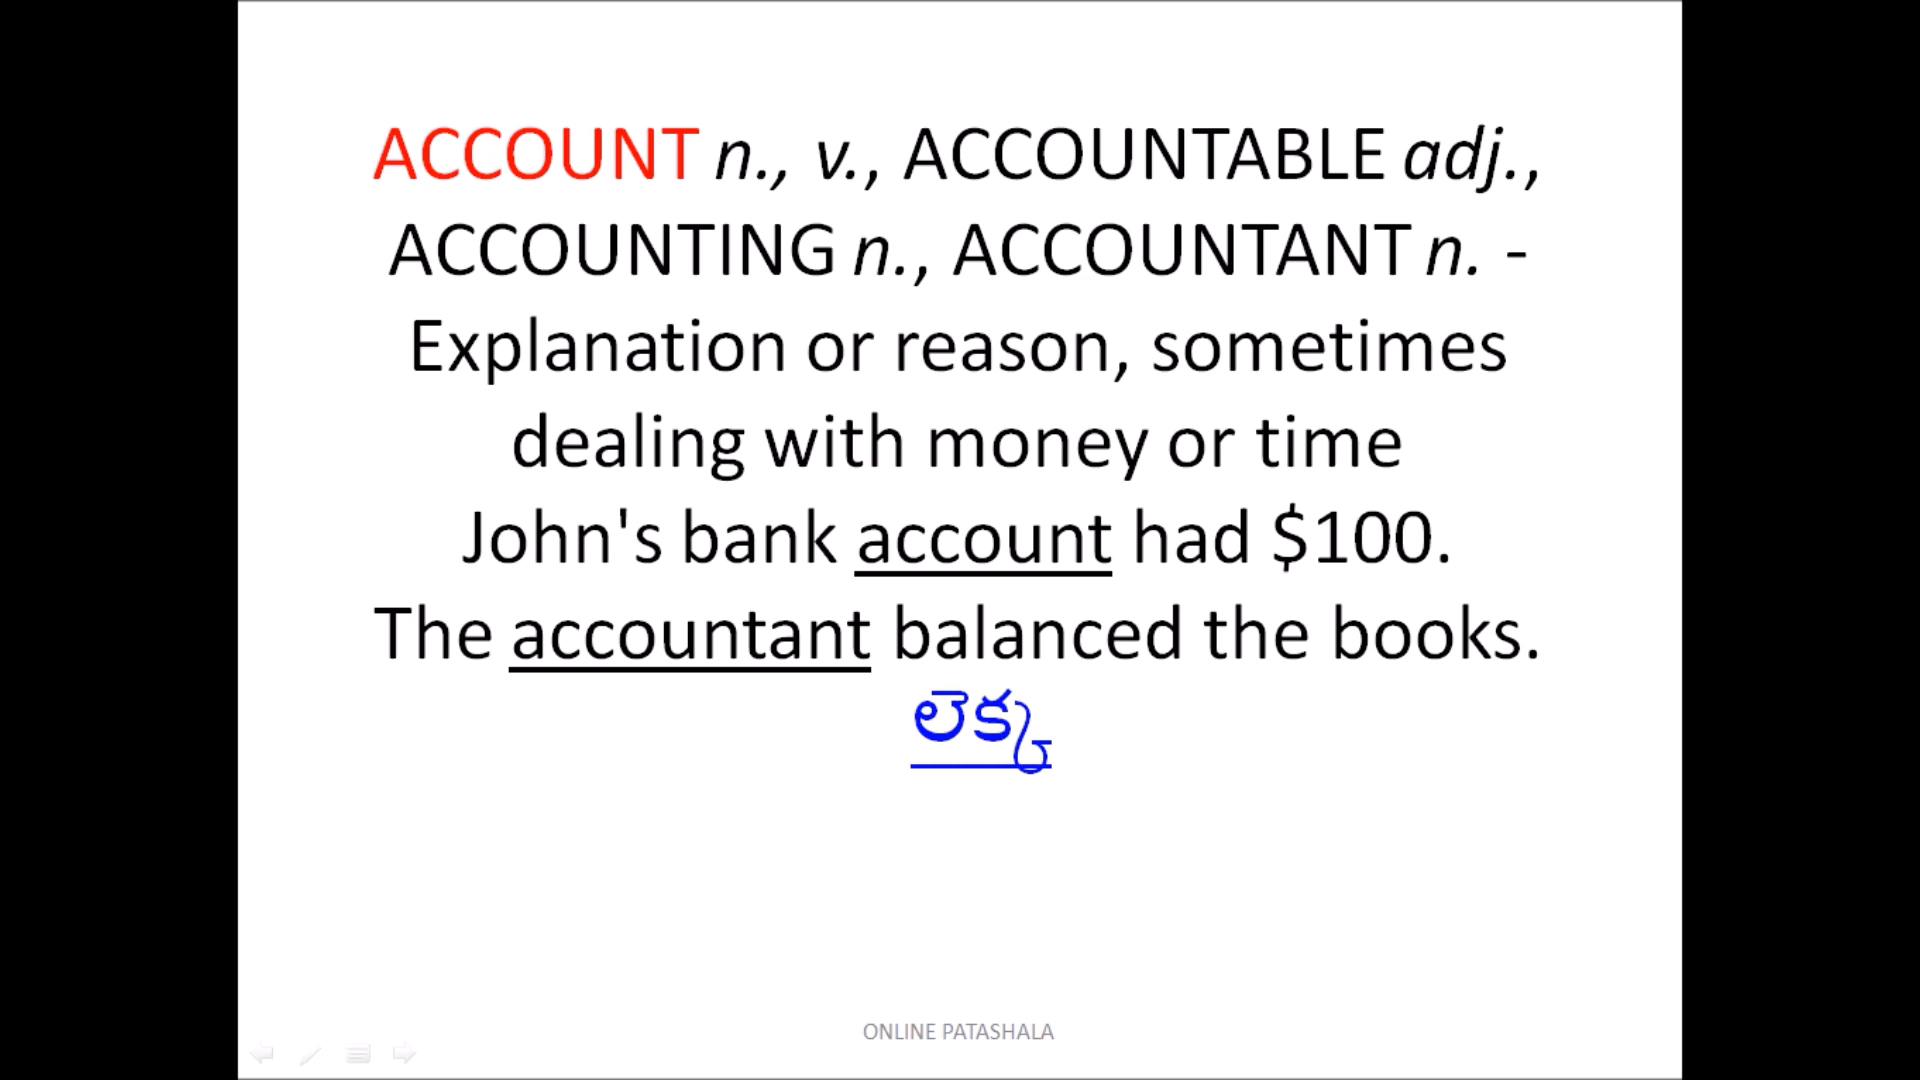 ACCOUNT n., v., ACCOUNTABLE adj.,
ACCOUNTING n., ACCOUNTANT n. -
Explanation or reason, sometimes
dealing with money or time
John's bank account had $100.
The accountant balanced the books.
లెక్క
ONLINE PATASHALA